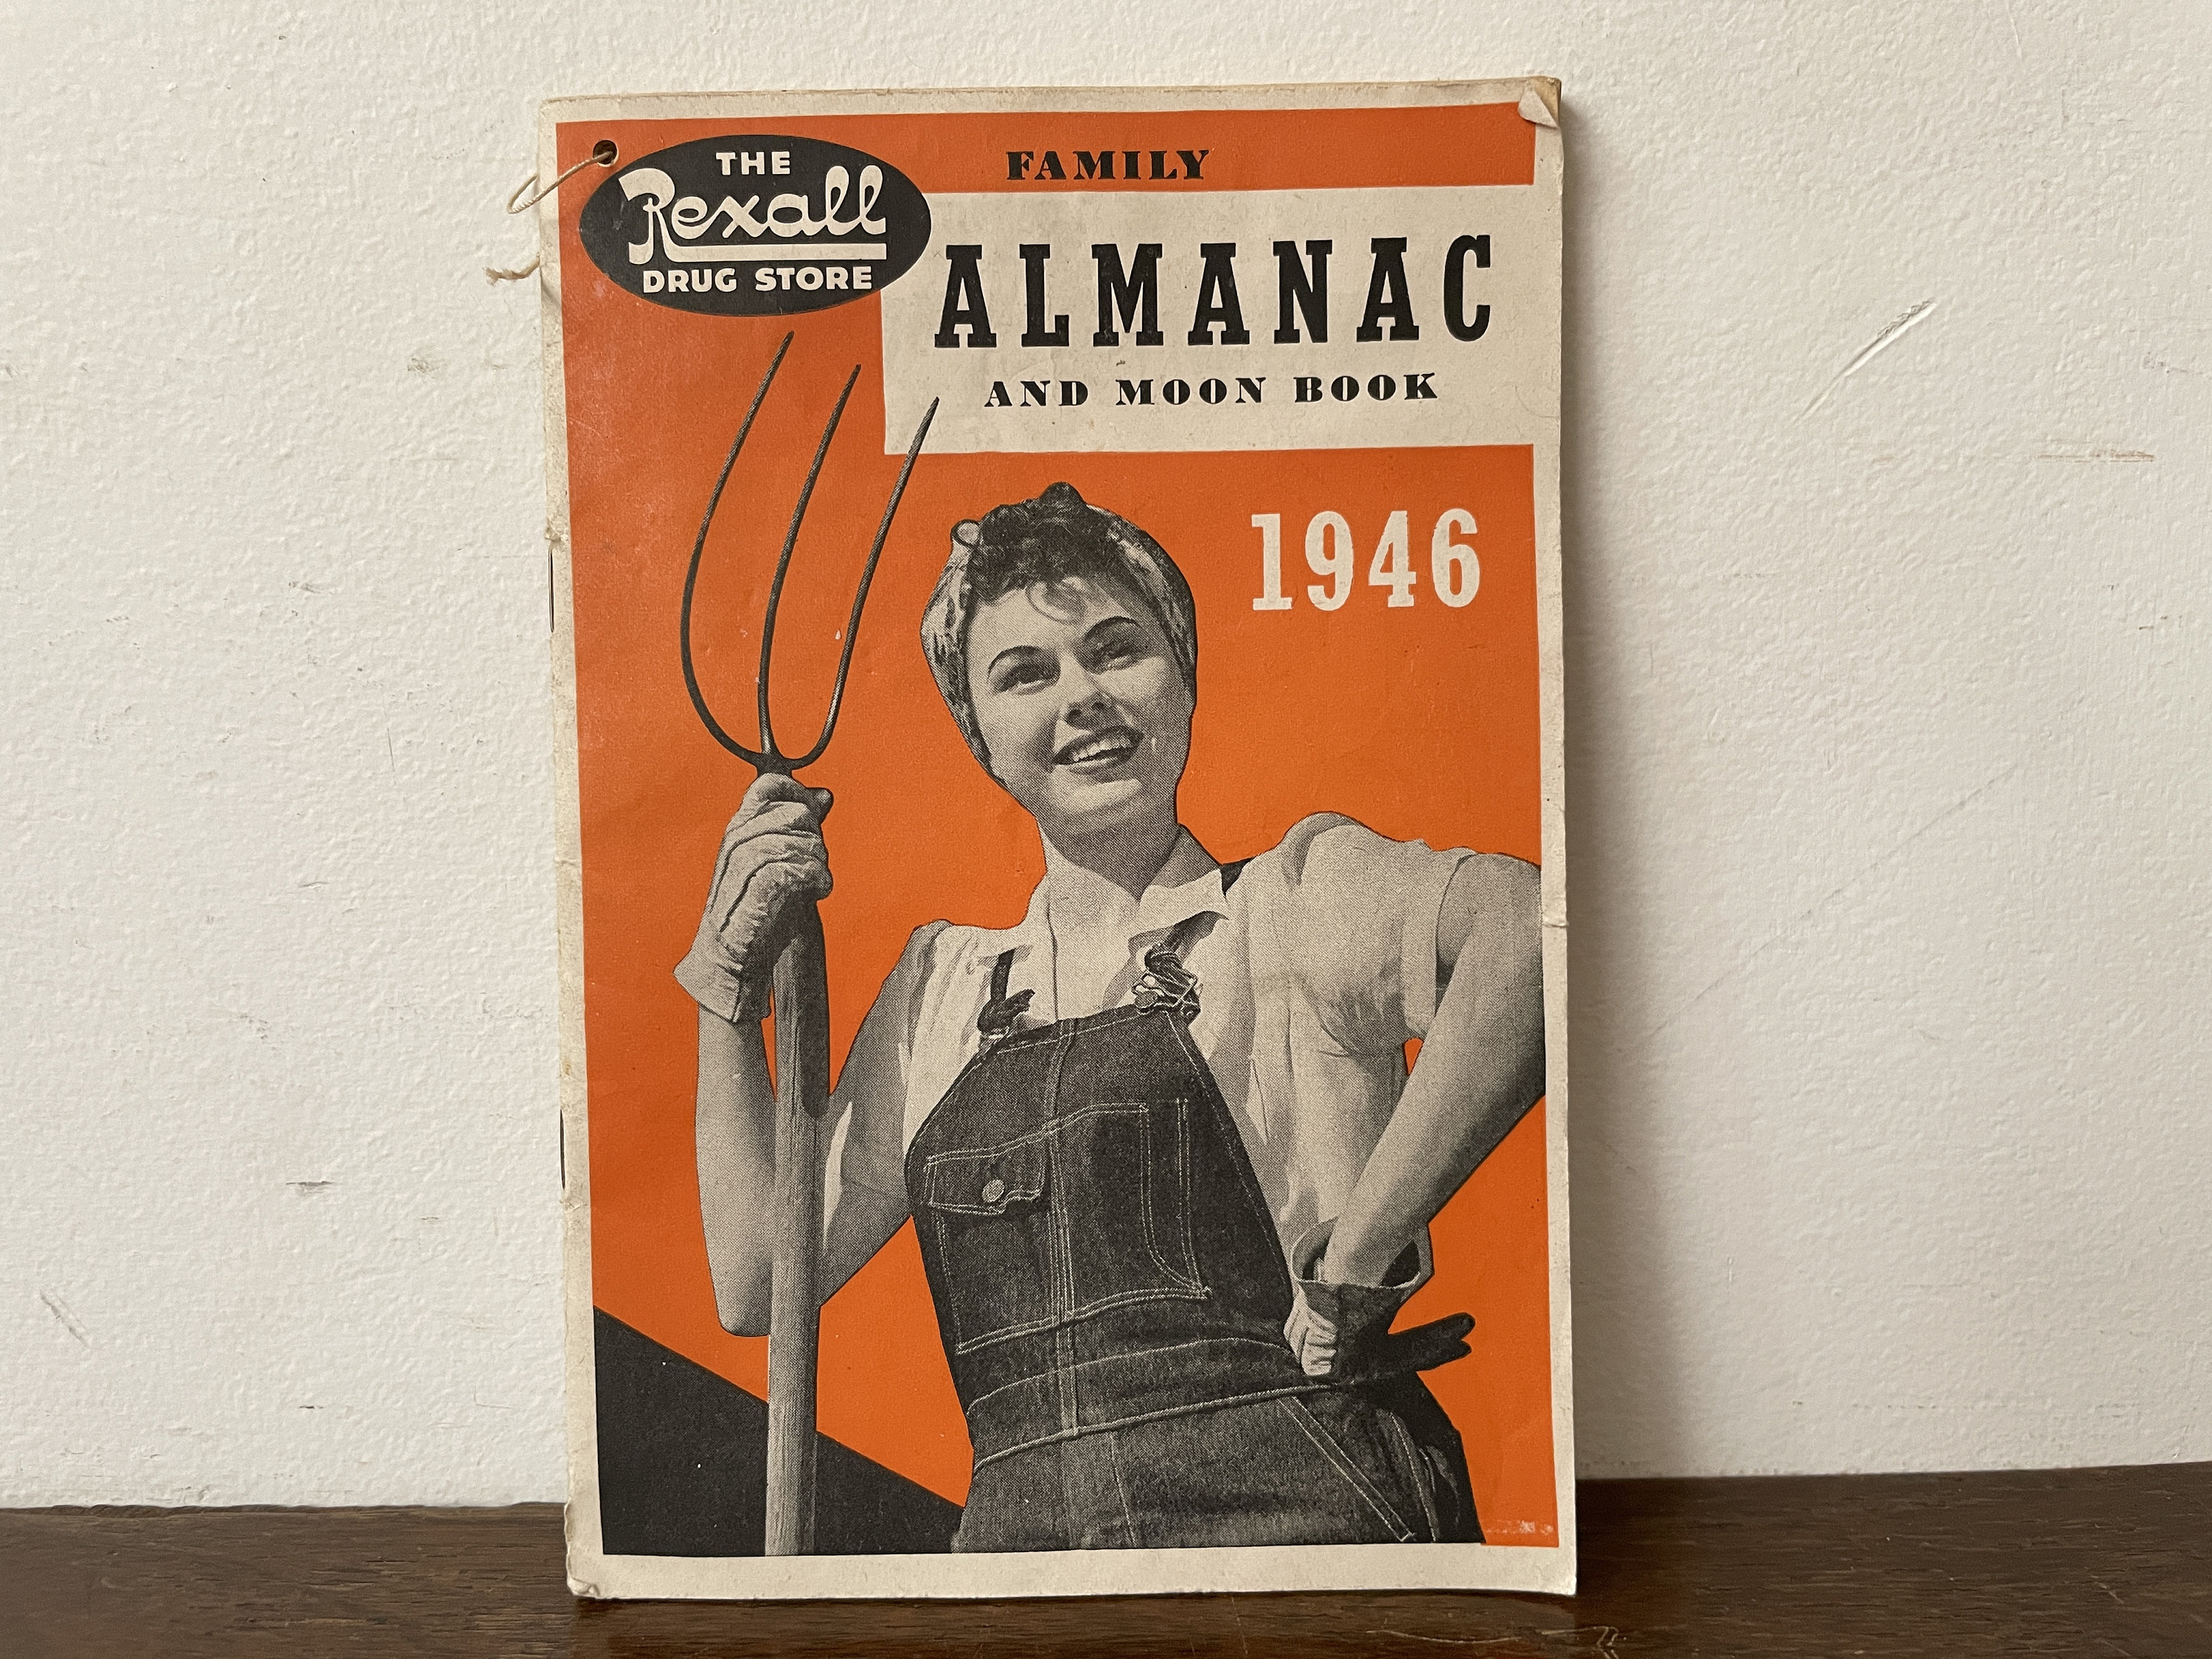 THE
Rexall
DRUG STORE
FAMILY
ALMANAC
AND MOON BOOK
1946